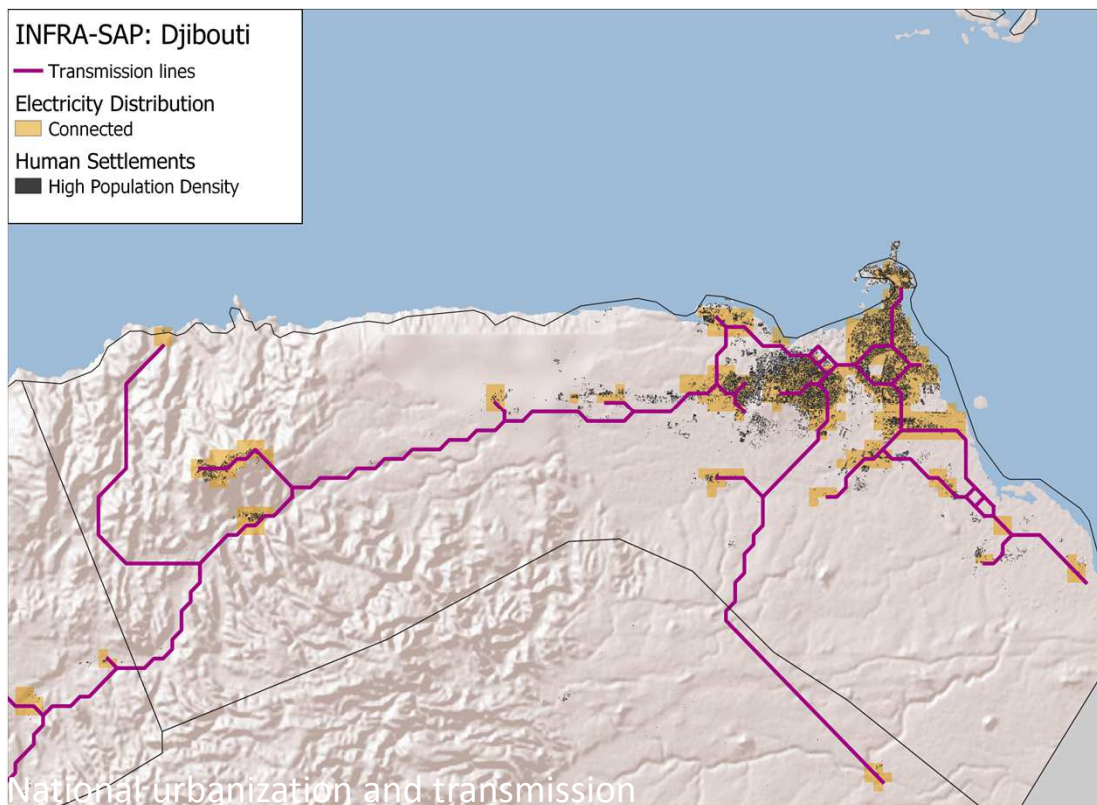 INFRA-SAP: Djibouti
Transmission lines
Electricity Distribution
Connected
Human Settlements
High Population Density
National urbanization and transmission